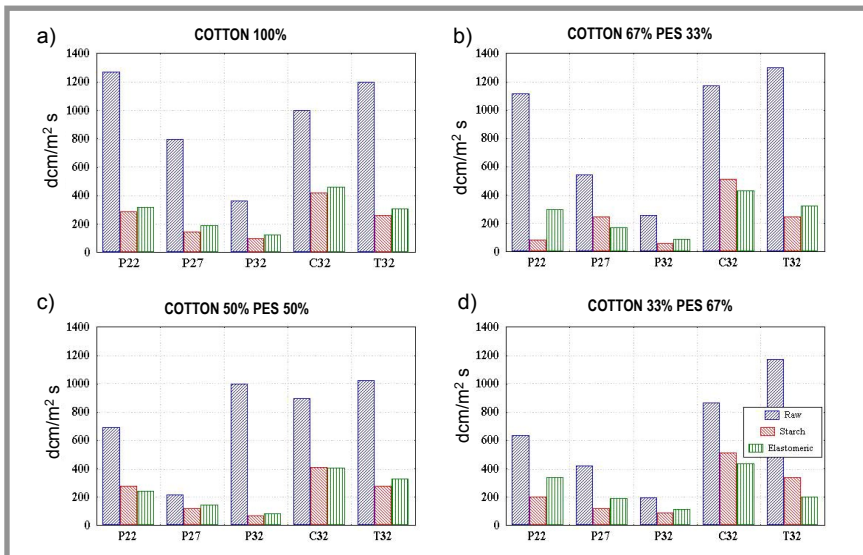 a)
COTTON 100%
1400
1200
1000
800
600
400
200
0
dcm/m² s
P22 P27 P32 C32 T32
b)
COTTON 67% PES 33%
1400
1200
1000
800
600
400
200
0
dcm/m² s
P22 P27 P32 C32 T32
c)
COTTON 50% PES 50%
1400
1200
1000
800
600
400
200
0
dcm/m² s
P22 P27 P32 C32 T32
d)
COTTON 33% PES 67%
1400
1200
1000
800
600
400
200
0
dcm/m² s
P22 P27 P32 C32 T32
Raw
Starch
Elastomeric